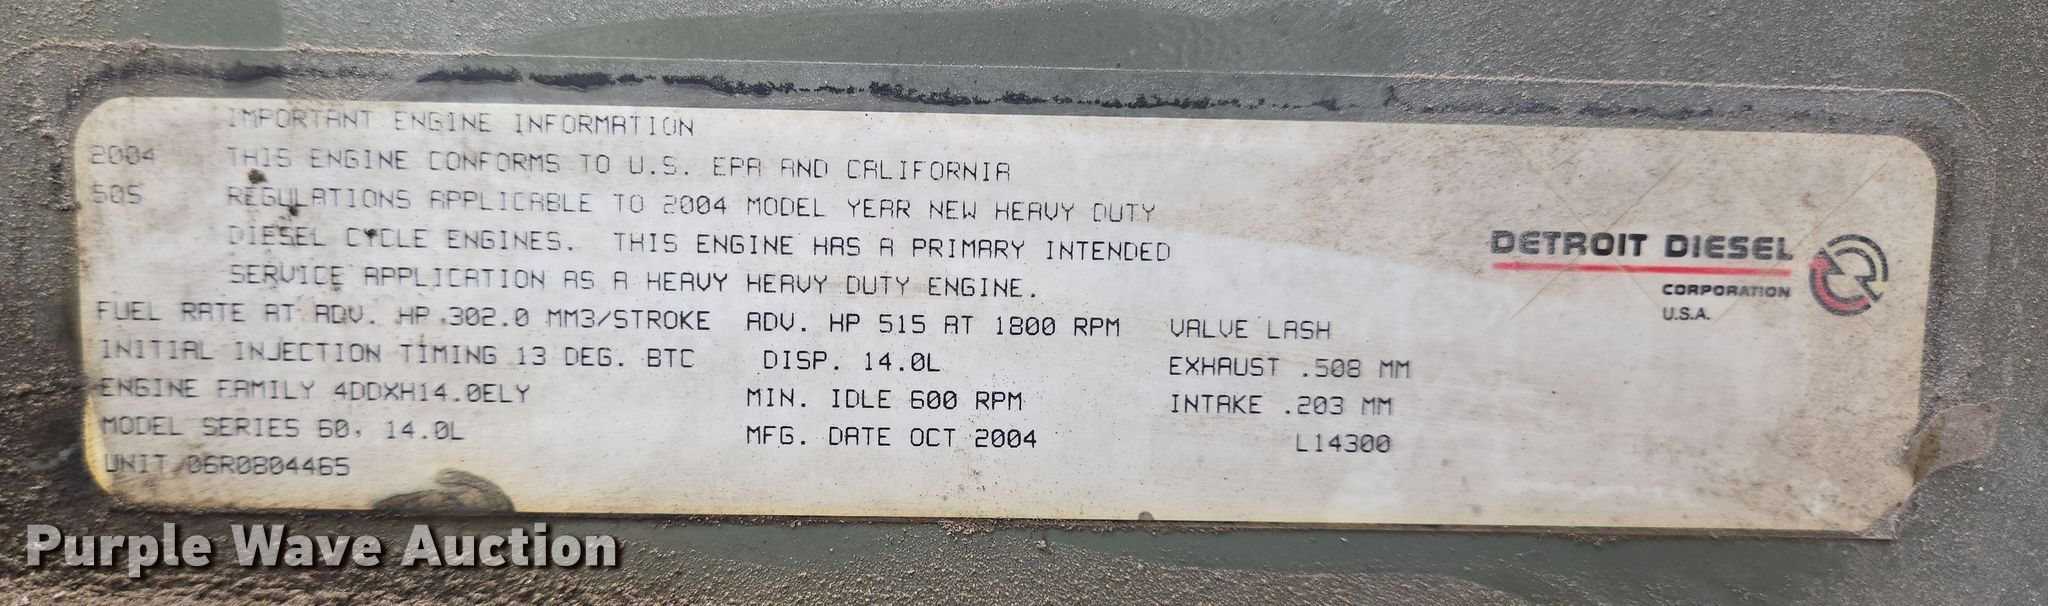 IMPORTANT ENGINE INFORMATION
2004 THIS ENGINE CONFORMS TO U.S. EPA AND CALIFORNIA
505 REGULATIONS APPLICABLE TO 2004 MODEL YEAR NEW HEAVY DUTY
DIESEL CYCLE ENGINES. THIS ENGINE HAS A PRIMARY INTENDED
SERVICE APPLICATION AS A HEAVY HEAVY DUTY ENGINE.
FUEL RATE AT ADV. HP 302.0 MM3/STROKE ADV. HP 515 AT 1800 RPM VALVE LASH
INITIAL INJECTION TIMING 13 DEG. BTC DISP. 14.0L EXHAUST .508 MM
ENGINE FAMILY 4DDXH14.0ELY MIN. IDLE 600 RPM INTAKE .203 MM
MODEL SERIES 60, 14.0L MFG. DATE OCT 2004 L14300
UNIT 06R0804465
DETROIT DIESEL
CORPORATION
U.S.A.
Purple Wave Auction